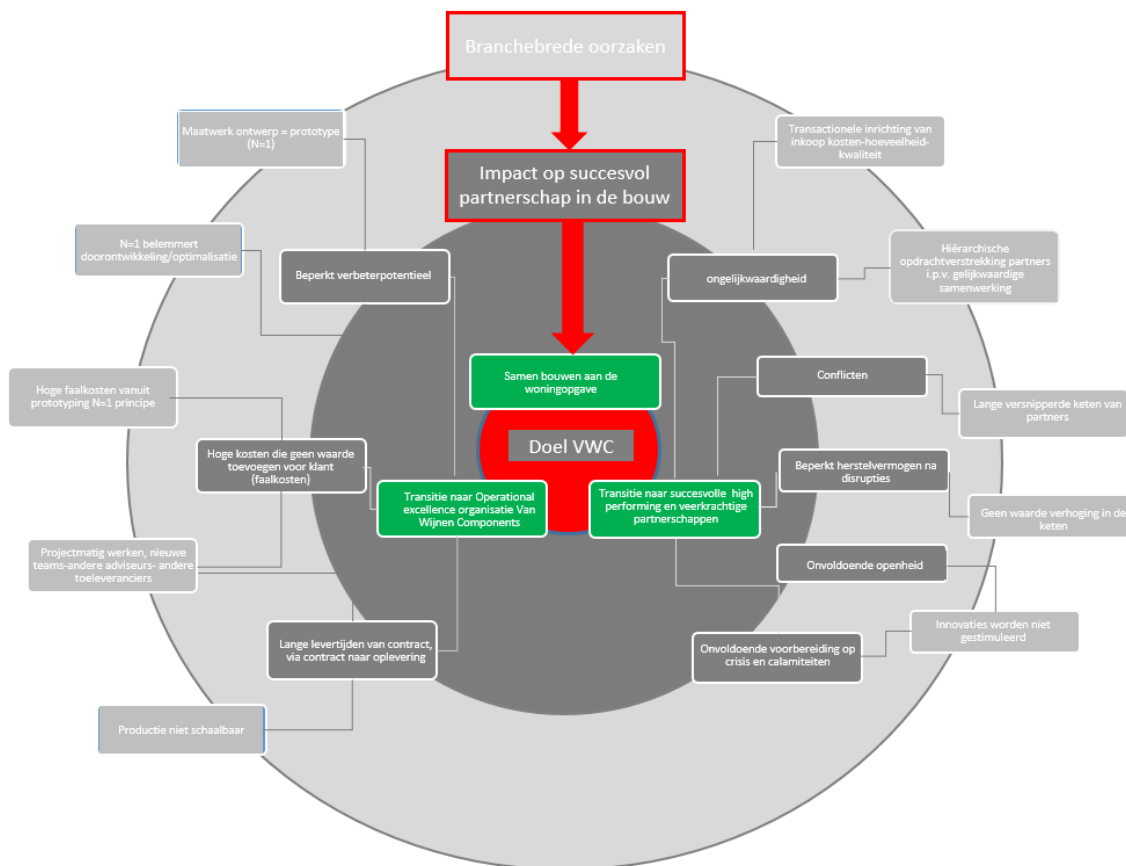 Branchebrede oorzaken
Impact op succesvol
partnerschap in de bouw
Maatwerk ontwerp = prototype
(N=1)
Transactionele inrichting van
inkoop kosten-hoeveelheid-
kwaliteit
N=1 belemmert
doorontwikkeling/optimalisatie
Beperkt verbeterpotentieel
ongelijkwaardigheid
Hiërarchische
opdrachtverstrekking partners
i.p.v. gelijkwaardige
samenwerking
Samen bouwen aan de
woningopgave
Conflicten
Hoge faalkosten vanuit
prototyping N=1 principe
Lange versnipperde keten van
partners
Doel VWC
Hoge kosten die geen waarde
toevoegen voor klant
(faalkosten)
Beperkt herstelvermogen na
disrupties
Transitie naar Operational
excellence organisatie Van
Wijnen Components
Transitie naar succesvolle high
performing en veerkrachtige
partnerschappen
Geen waarde verhoging in de
keten
Projectmatig werken, nieuwe
teams-andere adviseurs- andere
toeleveranciers
Onvoldoende openheid
Lange levertijden van contract,
via contract naar oplevering
Onvoldoende voorbereiding op
crisis en calamiteiten
Innovaties worden niet
gestimuleerd
Productie niet schaalbaar